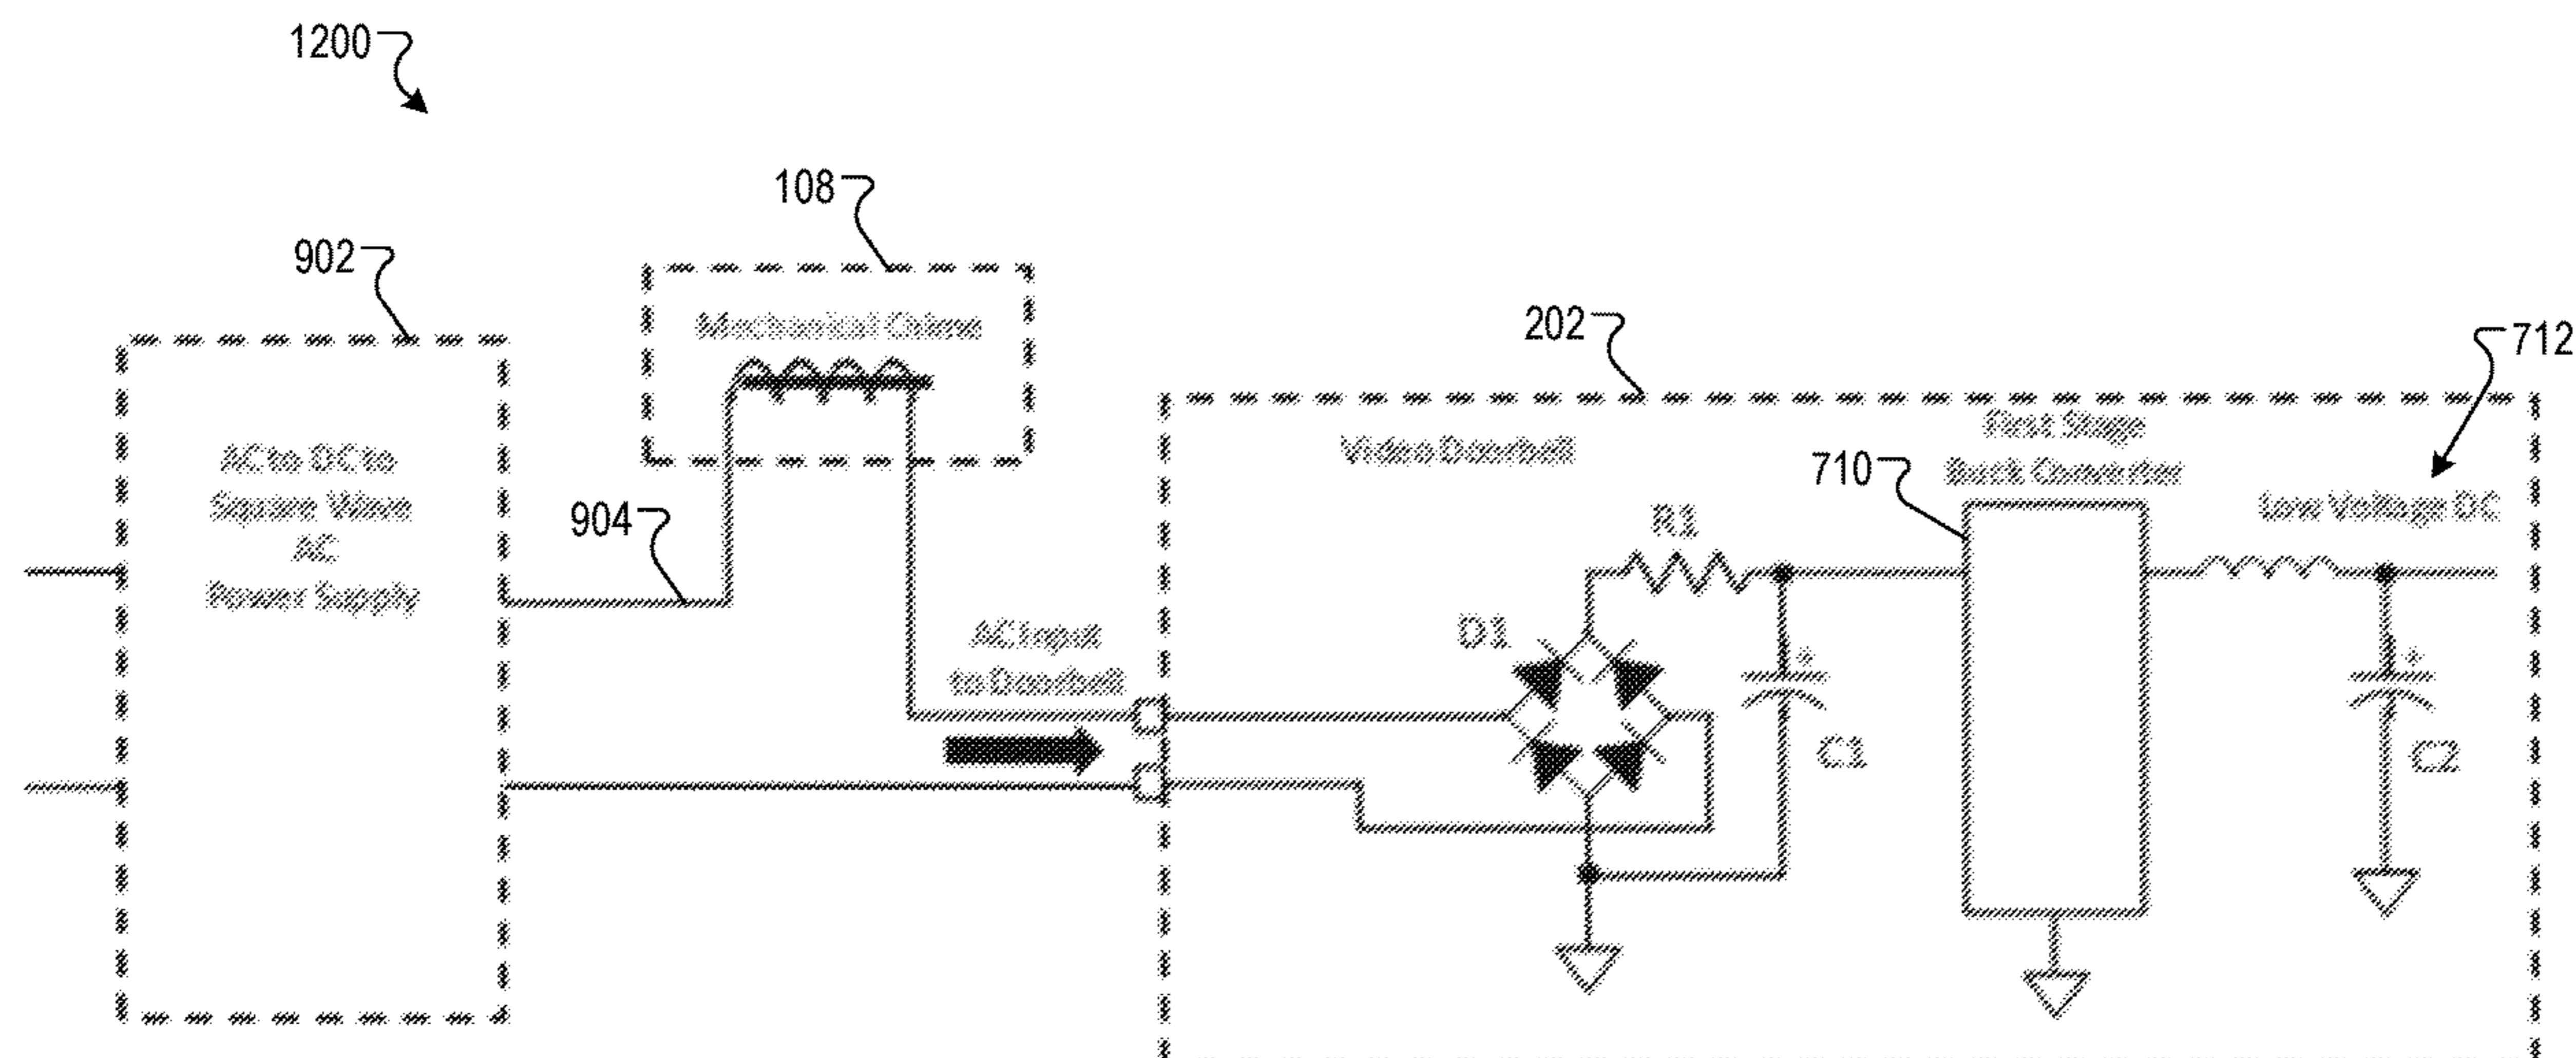 1200
108
902
Mechanical Chime
202
712
Video Doorbell
First Stage
Buck Converter
710
AC to DC to
Square Wave
AC
Power Supply
904
Low Voltage DC
R1
AC Input
to Doorbell
D1
+
+
C1
C2